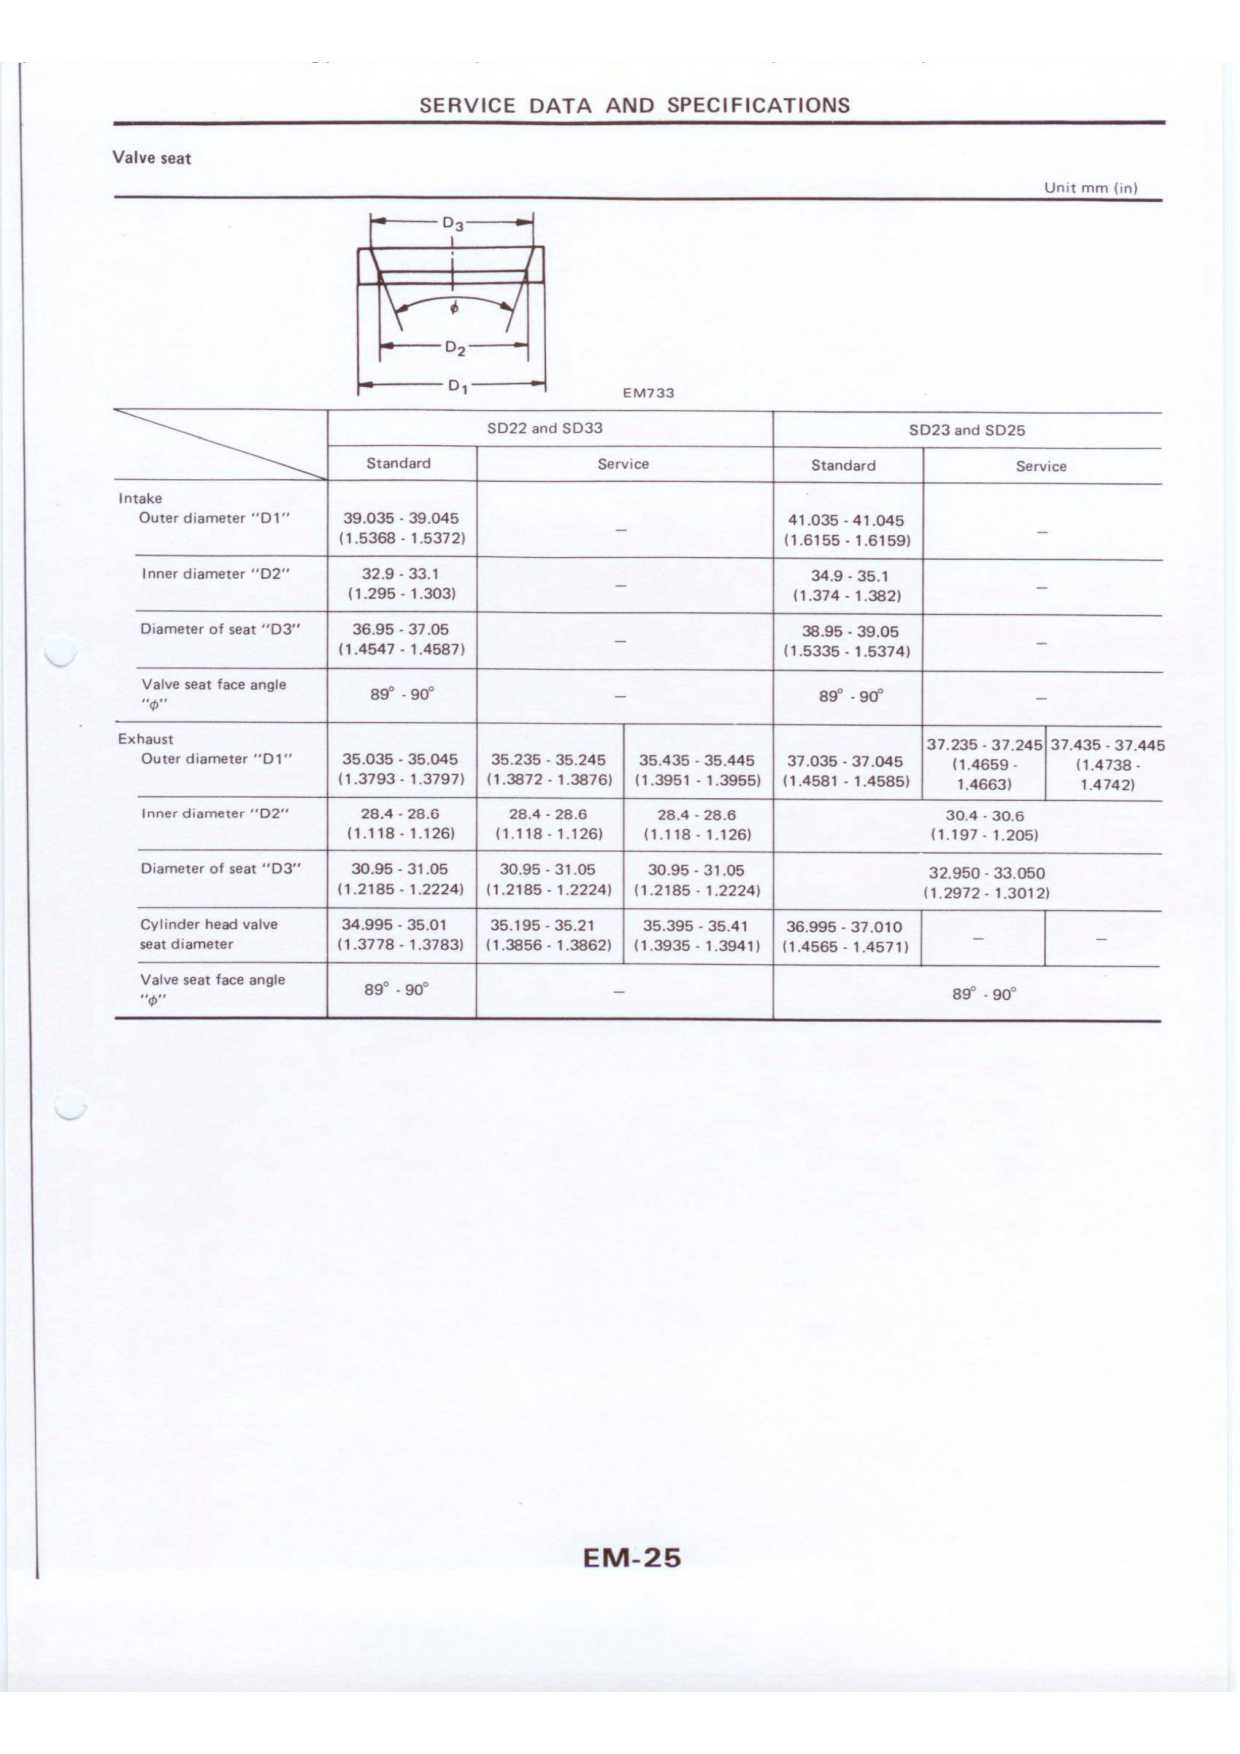 SERVICE DATA AND SPECIFICATIONS
Valve seat
Unit mm (in)
D3
φ
D2
D1
EM733
SD22 and SD33 SD23 and SD25
Standard Service Standard Service
Intake
Outer diameter "D1" 39.035 - 39.045 (1.5368 - 1.5372) — 41.035 - 41.045 (1.6155 - 1.6159) —
Inner diameter "D2" 32.9 - 33.1 (1.295 - 1.303) — 34.9 - 35.1 (1.374 - 1.382) —
Diameter of seat "D3" 36.95 - 37.05 (1.4547 - 1.4587) — 38.95 - 39.05 (1.5335 - 1.5374) —
Valve seat face angle "φ" 89° - 90° — 89° - 90° —
Exhaust
Outer diameter "D1" 35.035 - 35.045 (1.3793 - 1.3797) 35.235 - 35.245 (1.3872 - 1.3876) 35.435 - 35.445 (1.3951 - 1.3955) 37.035 - 37.045 (1.4581 - 1.4585) 37.235 - 37.245 (1.4659 - 1.4663) 37.435 - 37.445 (1.4738 - 1.4742)
Inner diameter "D2" 28.4 - 28.6 (1.118 - 1.126) 28.4 - 28.6 (1.118 - 1.126) 28.4 - 28.6 (1.118 - 1.126) 30.4 - 30.6 (1.197 - 1.205)
Diameter of seat "D3" 30.95 - 31.05 (1.2185 - 1.2224) 30.95 - 31.05 (1.2185 - 1.2224) 30.95 - 31.05 (1.2185 - 1.2224) 32.950 - 33.050 (1.2972 - 1.3012)
Cylinder head valve seat diameter 34.995 - 35.01 (1.3778 - 1.3783) 35.195 - 35.21 (1.3856 - 1.3862) 35.395 - 35.41 (1.3935 - 1.3941) 36.995 - 37.010 (1.4565 - 1.4571) — —
Valve seat face angle "φ" 89° - 90° — 89° - 90°
EM-25